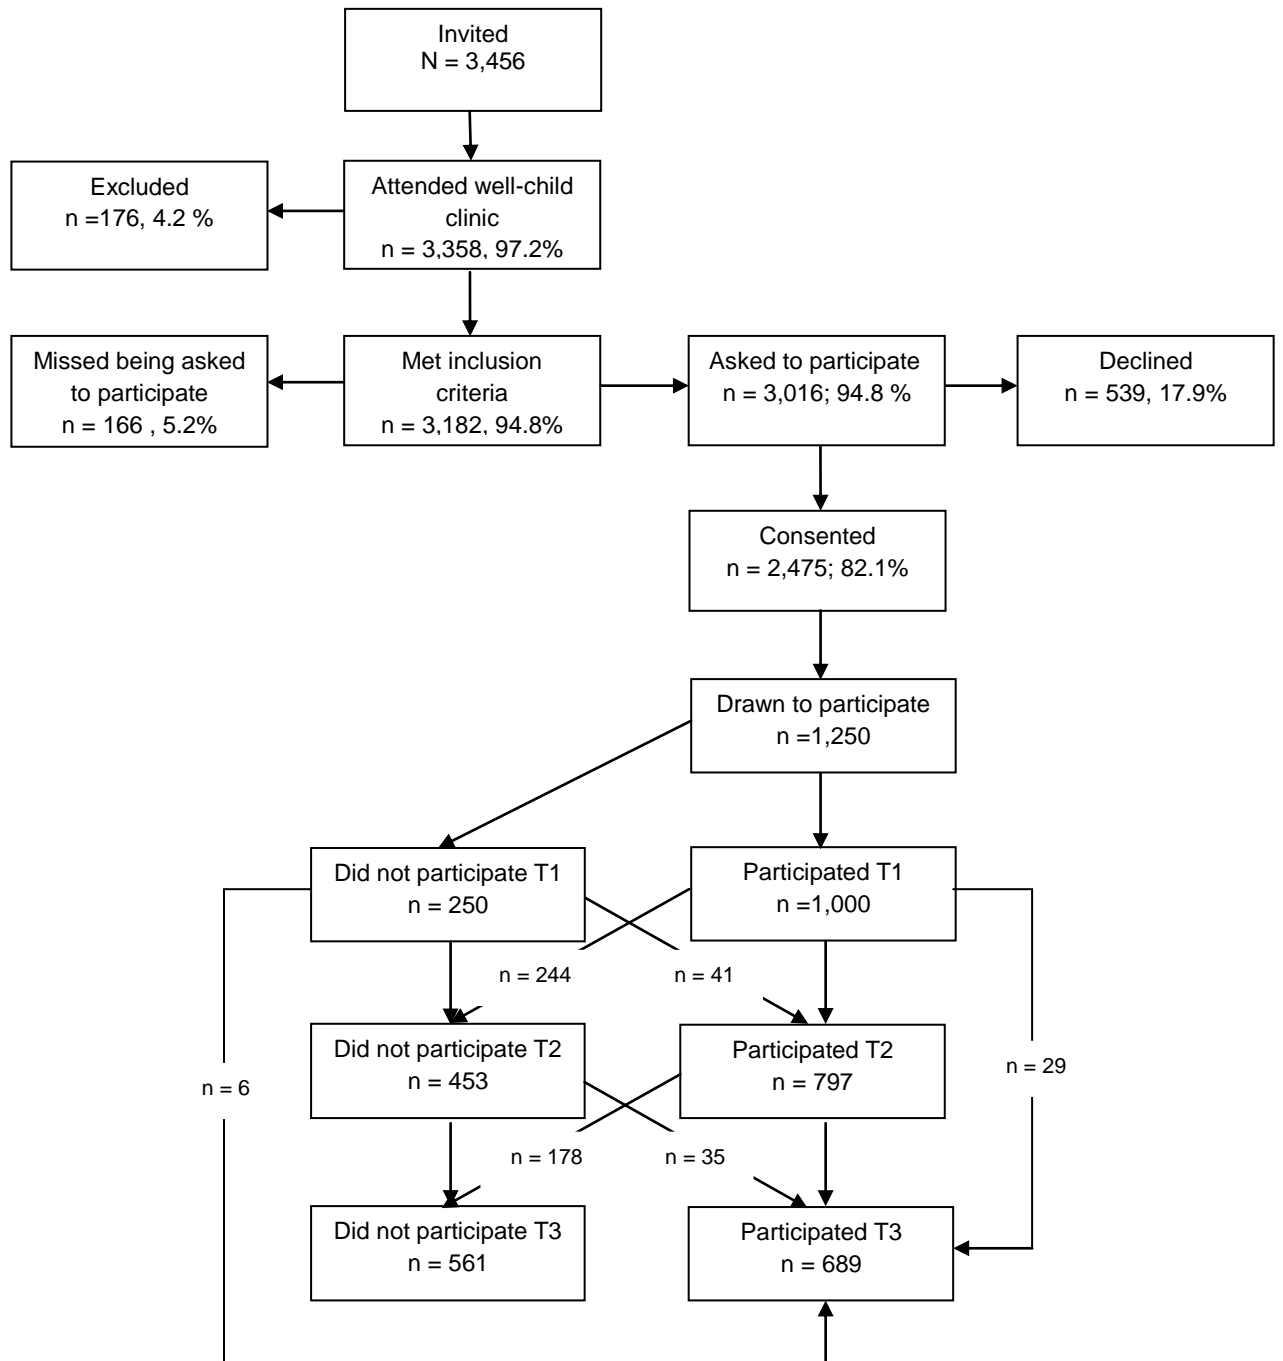 Invited
N = 3,456
Excluded
n =176, 4.2 %
Attended well-child
clinic
n = 3,358, 97.2%
Missed being asked
to participate
n = 166 , 5.2%
Met inclusion
criteria
n = 3,182, 94.8%
Asked to participate
n = 3,016; 94.8 %
Declined
n = 539, 17.9%
Consented
n = 2,475; 82.1%
Drawn to participate
n =1,250
Did not participate T1
n = 250
Participated T1
n =1,000
n = 244
n = 41
Did not participate T2
n = 453
Participated T2
n = 797
n = 6
n = 29
n = 178
n = 35
Did not participate T3
n = 561
Participated T3
n = 689